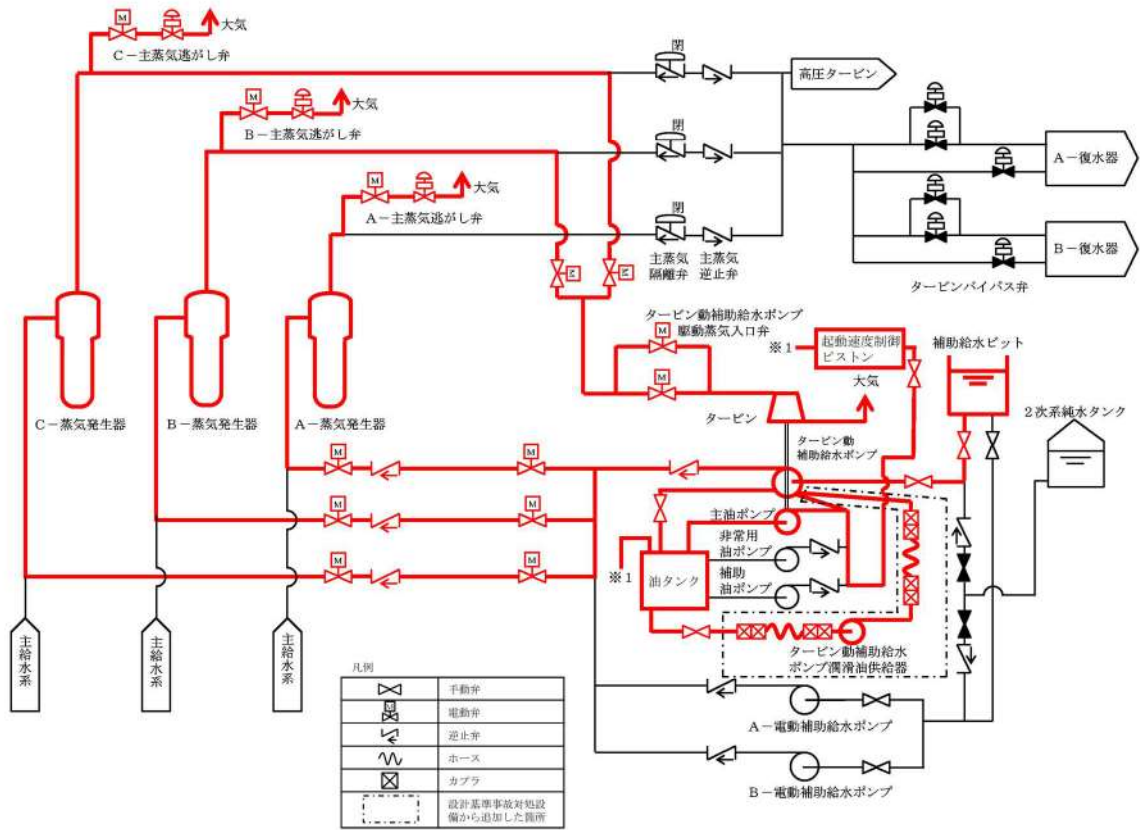 大気
C－主蒸気逃がし弁
大気
B－主蒸気逃がし弁
大気
A－主蒸気逃がし弁
閉
閉
閉
高圧タービン
主蒸気
隔離弁
主蒸気
逆止弁
A－復水器
B－復水器
タービンバイパス弁
M
M
M
M
M
タービン動補助給水ポンプ
駆動蒸気入口弁
M
M
※1
起動速度制御
ピストン
大気
補助給水ピット
2次系純水タンク
タービン
タービン動
補助給水ポンプ
C－蒸気発生器
B－蒸気発生器
A－蒸気発生器
M
M
M
M
M
M
主油ポンプ
非常用
油ポンプ
補助
油ポンプ
※1
油タンク
タービン動補助給水
ポンプ潤滑油供給器
主給水系
主給水系
主給水系
A－電動補助給水ポンプ
B－電動補助給水ポンプ
凡例
手動弁
M
電動弁
逆止弁
ホース
カプラ
設計基準事故対処設
備から追加した箇所